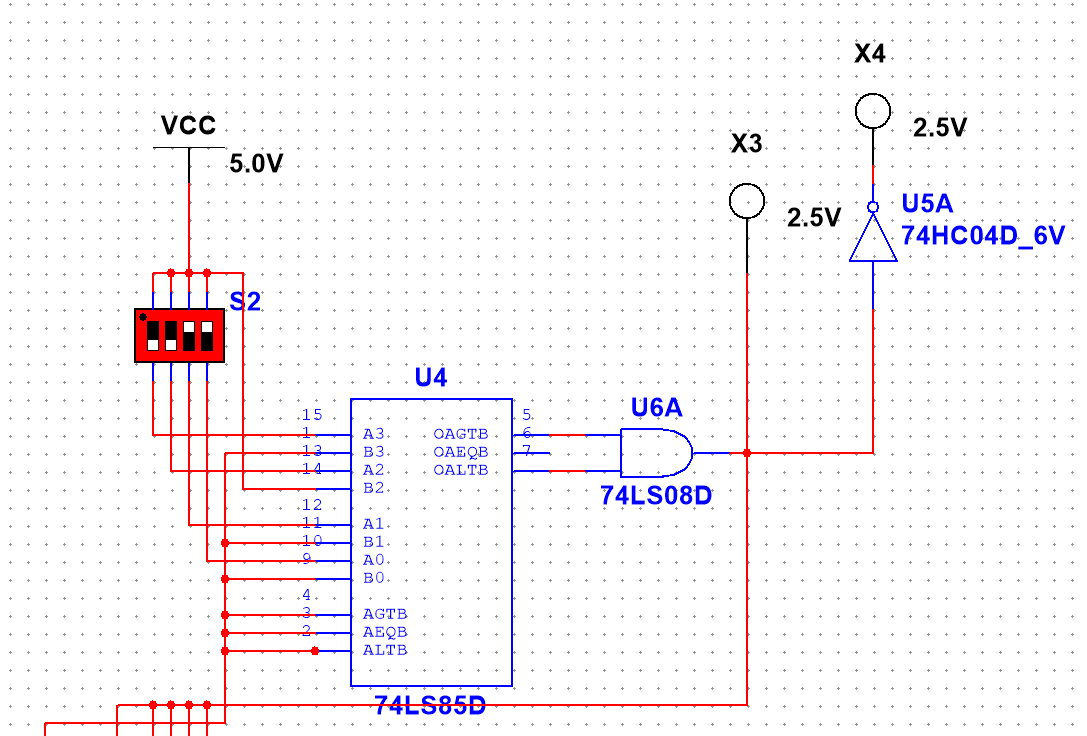 X4
2.5V
VCC
5.0V
X3
2.5V
U5A
74HC04D_6V
S2
U4
U6A
15
5
1
A3
OAGTB
6
13
B3
OAEQB
7
14
A2
OALTB
B2
74LS08D
12
11
A1
10
B1
9
A0
B0
4
3
AGTB
2
AEQB
ALTB
74LS85D